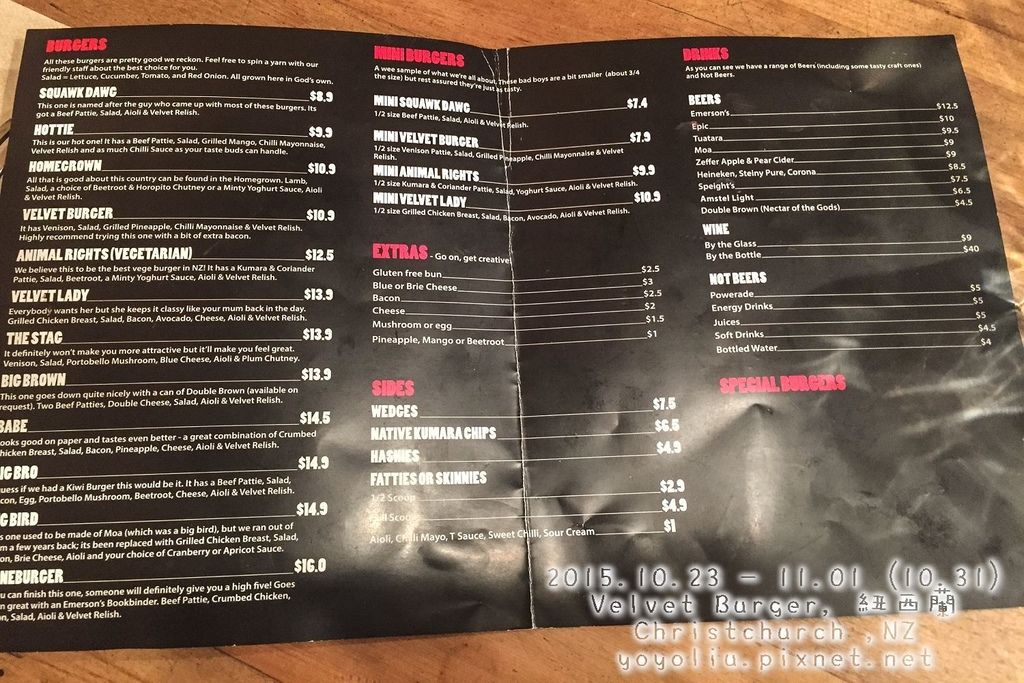 BURGERS
All these burgers are pretty good we reckon. Feel free to spin a yarn with our
friendly staff about the best choice for you.
Salad = Lettuce, Cucumber, Tomato, and Red Onion. All grown here in God's own.
SQUAWK DAWG $8.9
This one is named after the guy who came up with most of these burgers. Its
got a Beef Pattie, Salad, Aioli & Velvet Relish.
HOTTIE $9.9
This is our hot one! It has a Beef Pattie, Salad, Grilled Mango, Chilli Mayonnaise,
Velvet Relish and as much Chilli Sauce as your taste buds can handle.
HOMEGROWN $10.9
All that is good about this country can be found in the Homegrown. Lamb,
Salad, a choice of Beetroot & Horopito Chutney or a Minty Yoghurt Sauce, Aioli
& Velvet Relish.
VELVET BURGER $10.9
It has Venison, Salad, Grilled Pineapple, Chilli Mayonnaise & Velvet Relish
Highly recommend trying this one with a bit of extra bacon.
ANIMAL RIGHTS (VEGETARIAN) $12.5
We believe this to be the best vege burger in NZ! It has a Kumara & Coriander
Pattie, Salad, Beetroot, a Minty Yoghurt Sauce, Aioli & Velvet Relish.
VELVET LADY $13.9
Everybody wants her but she keeps it classy like your mum back in the day.
Grilled Chicken Breast, Salad, Bacon, Avocado, Cheese, Aioli & Velvet Relish.
THE STAG $13.9
It definitely won't make you more attractive but it'll make you feel great.
Venison, Salad, Portobello Mushroom, Blue Cheese, Aioli & Plum Chutney.
BIG BROWN $13.9
This one goes down quite nicely with a can of Double Brown (available on
request). Two Beef Patties, Double Cheese, Salad, Aioli & Velvet Relish.
BABE $14.5
ooks good on paper and tastes even better - a great combination of Crumbed
hicken Breast, Salad, Bacon, Pineapple, Cheese, Aioli & Velvet Relish.
IG BRO $14.9
uess if we had a Kiwi Burger this would be it. It has a Beef Pattie, Salad,
con, Egg, Portobello Mushroom, Beetroot, Cheese, Aioli & Velvet Relish.
G BIRD $14.9
s one used to be made of Moa (which was a big bird), but we ran out of
m a few years back; its been replaced with Grilled Chicken Breast, Salad,
on, Brie Cheese, Aioli and your choice of Cranberry or Apricot Sauce.
NEBURGER $16.0
u can finish this one, someone will definitely give you a high five! Goes
n great with an Emerson's Bookbinder. Beef Pattie, Crumbed Chicken,
on, Salad, Aioli & Velvet Relish.
MINI BURGERS
A wee sample of what we're all about. These bad boys are a bit smaller (about 3/4
the size) but rest assured they're just as tasty.
MINI SQUAWK DAWG $7.4
1/2 size Beef Pattie, Salad, Aioli & Velvet Relish.
MINI VELVET BURGER $7.9
1/2 size Venison Pattie, Salad, Grilled Pineapple, Chilli Mayonnaise & Velvet
Relish.
MINI ANIMAL RIGHTS $9.9
1/2 size Kumara & Coriander Pattie, Salad, Yoghurt Sauce, Aioli & Velvet Relish.
MINI VELVET LADY $10.9
1/2 size Grilled Chicken Breast, Salad, Bacon, Avocado, Aioli & Velvet Relish.
EXTRAS - Go on, get creative
Gluten free bun $2.5
Blue or Brie Cheese $3
Bacon $2.5
Cheese $2
Mushroom or egg $1.5
Pineapple, Mango or Beetroot $1
SIDES
WEDGES $7.5
NATIVE KUMARA CHIPS $6.5
HASHIES $4.9
FATTIES OR SKINNIES
1/2 Scoop $2.9
Full Scoop $4.9
Aioli, Chilli Mayo, T Sauce, Sweet Chilli, Sour Cream $1
DRINKS
As you can see we have a range of Beers (including some tasty craft ones)
and Not Beers.
BEERS
Emerson's $12.5
Epic $10
Tuatara $9.5
Moa $9
Zeffer Apple & Pear Cider $9
Heineken, Steiny Pure, Corona $8.5
Speight's $7.5
Amstel Light $6.5
Double Brown (Nectar of the Gods) $4.5
WINE
By the Glass $9
By the Bottle $40
NOT BEERS
Powerade $5
Energy Drinks $5
Juices $5
Soft Drinks $4.5
Bottled Water $4
SPECIAL BURGERS
2015.10.23 - 11.01 (10.31)
Velvet Burger, 紐西蘭
Christchurch ,NZ
yoyoliu.pixnet.net